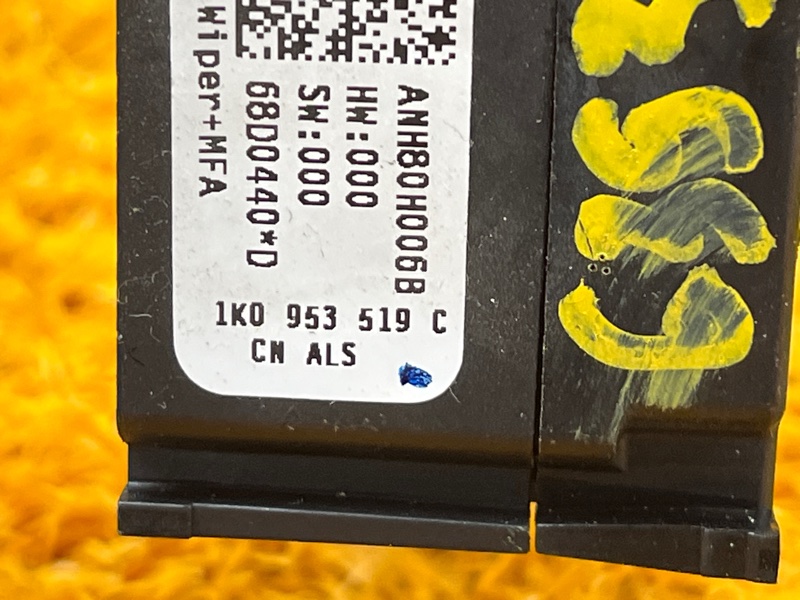 Wiper+MFA
68D0440*D
SW:000
HW:000
ANH80H006B
1K0 953 519 C
CN ALS